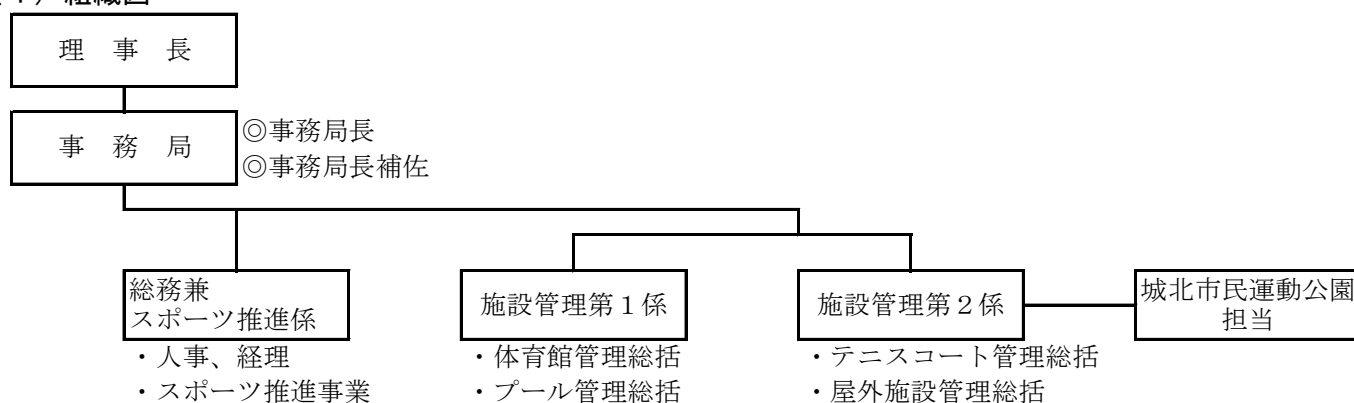 理 事 長
事 務 局
◎事務局長
◎事務局長補佐
総務兼
スポーツ推進係
・人事、経理
・スポーツ推進事業
施設管理第１係
・体育館管理総括
・プール管理総括
施設管理第２係
・テニスコート管理総括
・屋外施設管理総括
城北市民運動公園
担当